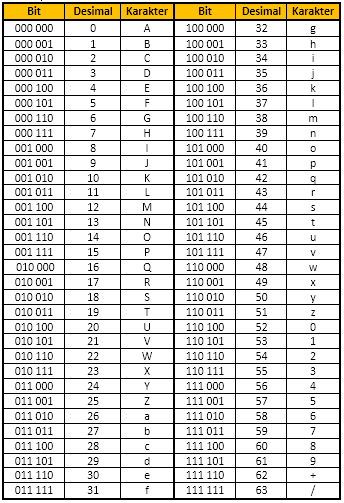 Bit Desimal Karakter Bit Desimal Karakter
000 000 0 A 100 000 32 g
000 001 1 B 100 001 33 h
000 010 2 C 100 010 34 i
000 011 3 D 100 011 35 j
000 100 4 E 100 100 36 k
000 101 5 F 100 101 37 l
000 110 6 G 100 110 38 m
000 111 7 H 100 111 39 n
001 000 8 I 101 000 40 o
001 001 9 J 101 001 41 p
001 010 10 K 101 010 42 q
001 011 11 L 101 011 43 r
001 100 12 M 101 100 44 s
001 101 13 N 101 101 45 t
001 110 14 O 101 110 46 u
001 111 15 P 101 111 47 v
010 000 16 Q 110 000 48 w
010 001 17 R 110 001 49 x
010 010 18 S 110 010 50 y
010 011 19 T 110 011 51 z
010 100 20 U 110 100 52 0
010 101 21 V 110 101 53 1
010 110 22 W 110 110 54 2
010 111 23 X 110 111 55 3
011 000 24 Y 111 000 56 4
011 001 25 Z 111 001 57 5
011 010 26 a 111 010 58 6
011 011 27 b 111 011 59 7
011 100 28 c 111 100 60 8
011 101 29 d 111 101 61 9
011 110 30 e 111 110 62 +
011 111 31 f 111 111 63 /